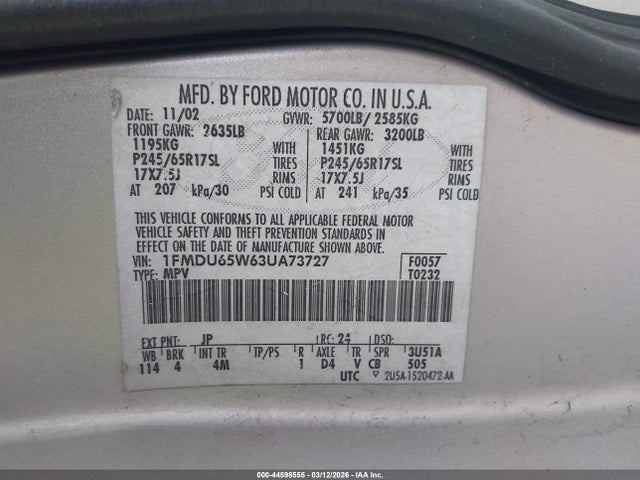 MFD. BY FORD MOTOR CO. IN U.S.A.
DATE: 11/02 GVWR: 5700LB/ 2585KG
FRONT GAWR: 2635LB REAR GAWR: 3200LB
1195KG WITH 1451KG WITH
P245/65R17SL TIRES P245/65R17SL TIRES
17X7.5J RIMS 17X7.5J RIMS
AT 207 kPa/30 PSI COLD AT 241 kPa/35 PSI COLD
THIS VEHICLE CONFORMS TO ALL APPLICABLE FEDERAL MOTOR
VEHICLE SAFETY AND THEFT PREVENTION STANDARDS IN
EFFECT ON THE DATE OF MANUFACTURE SHOWN ABOVE.
VIN: 1FMDU65W63UA73727 F0057
TYPE: MPV T0232
EXT PNT: JP RC: 24 DSO:
WB BRK INT TR TP/PS R AXLE TR SPR 3U51A
114 4 4M 1 D4 V CB 505
UTC 2U5A-1520472-AA
000-44598555 - 03/12/2026 - IAA Inc.